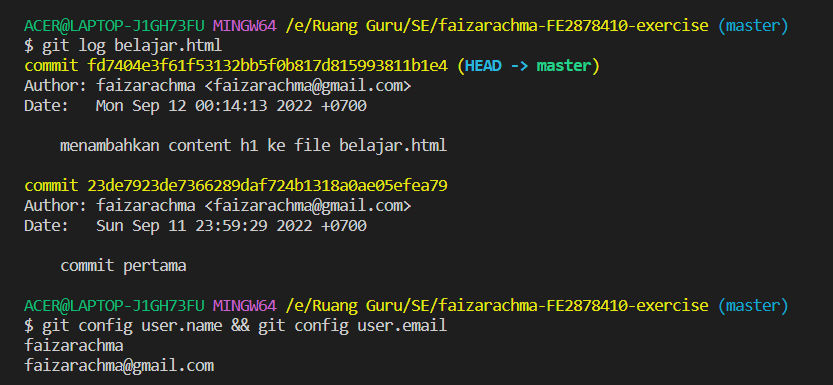 ACER@LAPTOP-J1GH73FU MINGW64 /e/Ruang Guru/SE/faizarachma-FE2878410-exercise (master)
$ git log belajar.html
commit fd7404e3f61f53132bb5f0b817d815993811b1e4 (HEAD -> master)
Author: faizarachma <faizarachma@gmail.com>
Date:   Mon Sep 12 00:14:13 2022 +0700
    menambahkan content h1 ke file belajar.html
commit 23de7923de7366289daf724b1318a0ae05efea79
Author: faizarachma <faizarachma@gmail.com>
Date:   Sun Sep 11 23:59:29 2022 +0700
    commit pertama
ACER@LAPTOP-J1GH73FU MINGW64 /e/Ruang Guru/SE/faizarachma-FE2878410-exercise (master)
$ git config user.name && git config user.email
faizarachma
faizarachma@gmail.com